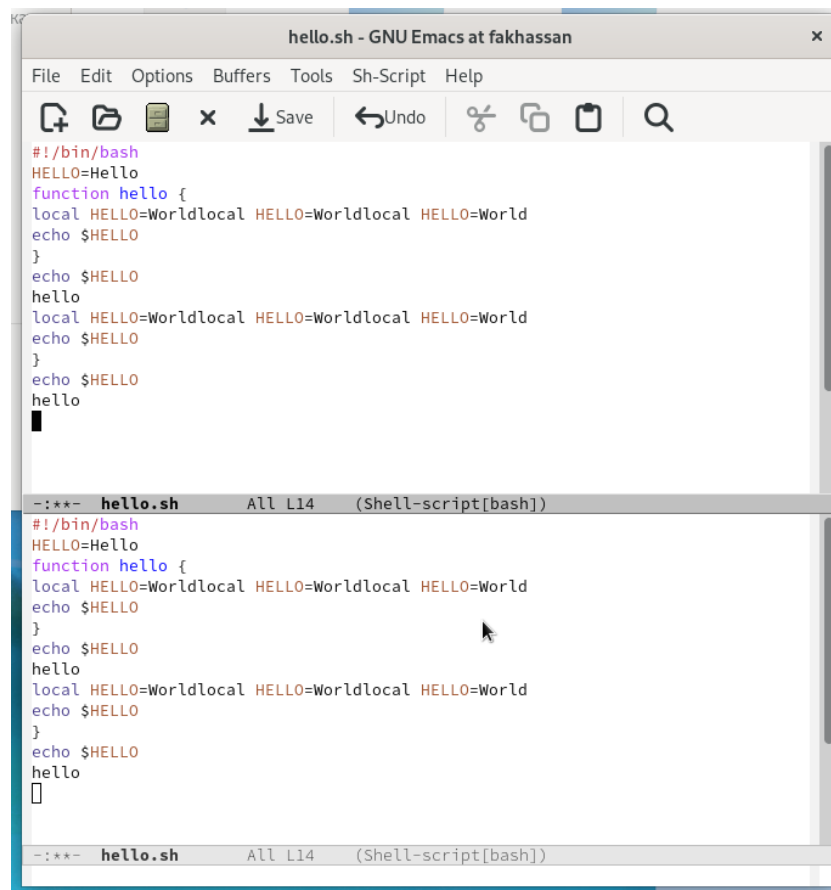 hello.sh - GNU Emacs at fakhassan ×
File Edit Options Buffers Tools Sh-Script Help
Save Undo
#!/bin/bash
HELLO=Hello
function hello {
local HELLO=Worldlocal HELLO=Worldlocal HELLO=World
echo $HELLO
}
echo $HELLO
hello
local HELLO=Worldlocal HELLO=Worldlocal HELLO=World
echo $HELLO
}
echo $HELLO
hello
-:**- hello.sh All L14 (Shell-script[bash])
#!/bin/bash
HELLO=Hello
function hello {
local HELLO=Worldlocal HELLO=Worldlocal HELLO=World
echo $HELLO
}
echo $HELLO
hello
local HELLO=Worldlocal HELLO=Worldlocal HELLO=World
echo $HELLO
}
echo $HELLO
hello
-:**- hello.sh All L14 (Shell-script[bash])